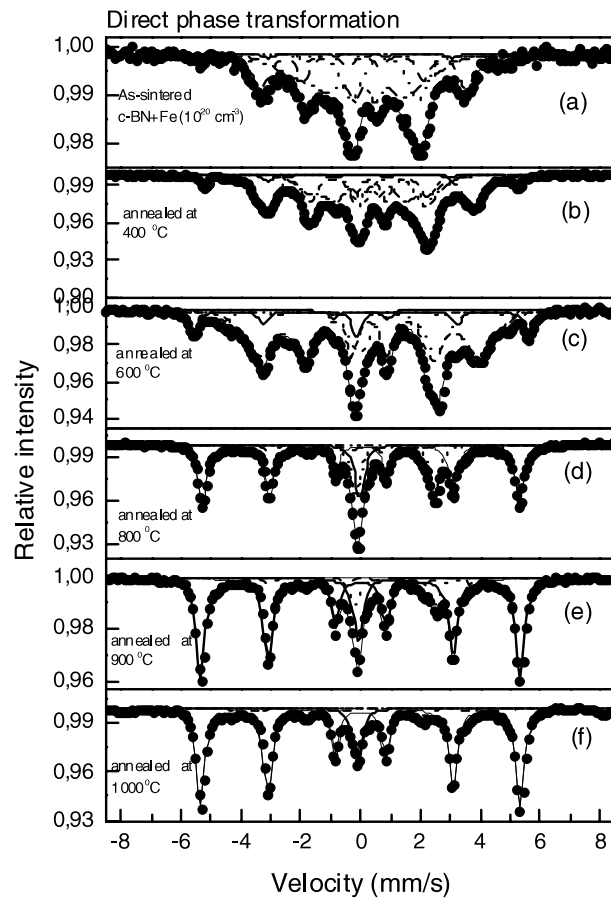 Direct phase transformation
1,00
0,99
0,98
As-sintered
c-BN+Fe (10²⁰ cm⁻³)
(a)
0,99
0,96
0,93
0,90
annealed at
400 °C
(b)
1,00
0,98
0,96
0,94
annealed at
600 °C
(c)
0,99
0,96
0,93
annealed at
800 °C
(d)
1,00
0,98
0,96
annealed at
900 °C
(e)
0,99
0,96
0,93
annealed at
1000°C
(f)
Relative intensity
-8 -6 -4 -2 0 2 4 6 8
Velocity (mm/s)